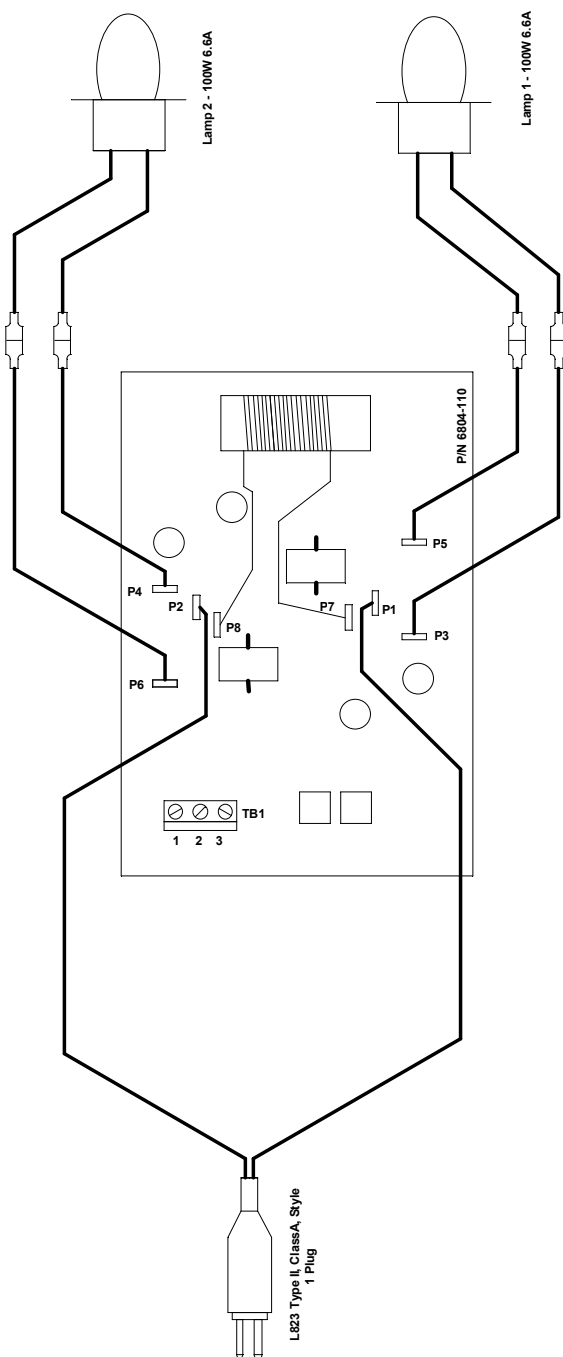 Lamp 2 - 100W 6.6A
Lamp 1 - 100W 6.6A
P/N 6804-110
P5
P4
P2
P7
P1
P8
P3
P6
TB1
1 2 3
L823 Type II, ClassA, Style
1 Plug